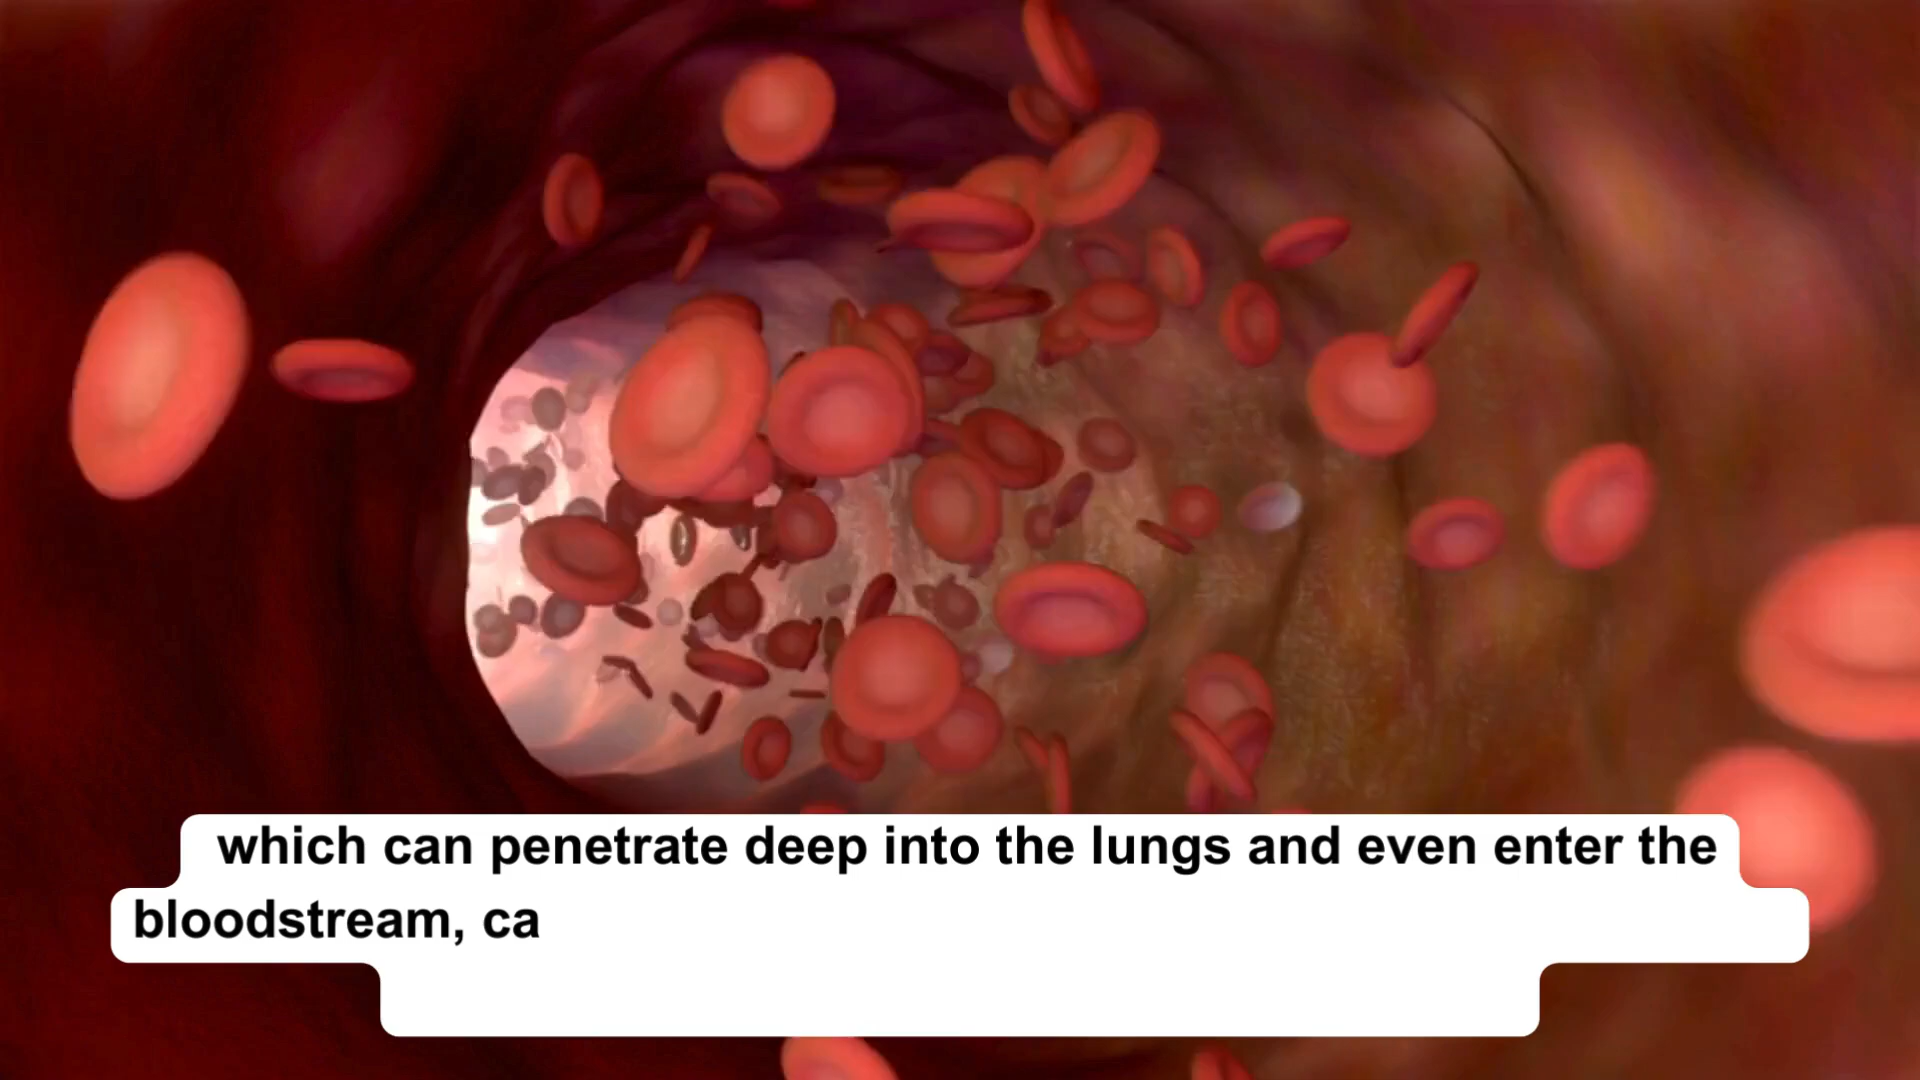 which can penetrate deep into the lungs and even enter the
bloodstream, ca